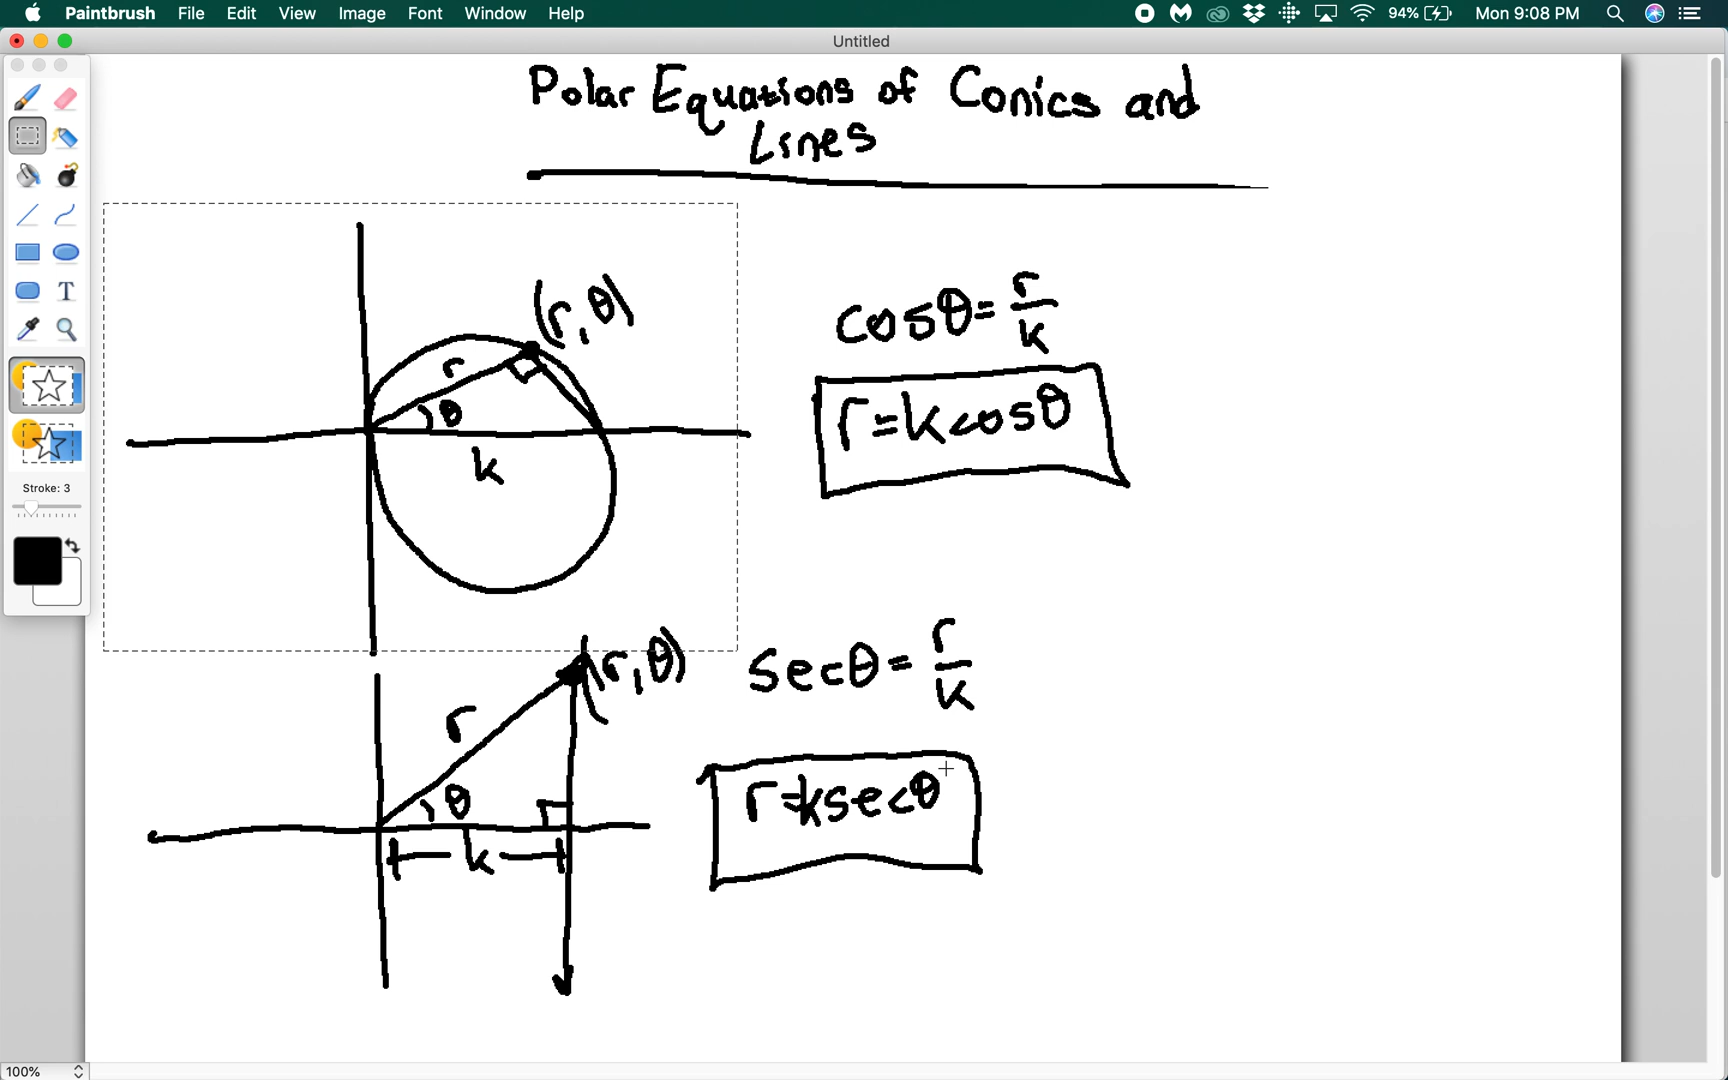 Paintbrush File Edit View Image Font Window Help 94% Mon 9:08 PM
Untitled
Polar Equations of Conics and
Lines
(r, θ)
r
θ
k
cosθ = r/k
r = k cosθ
T
Stroke: 3
(r, θ)
r
θ
k
secθ = r/k
r = k secθ
100%